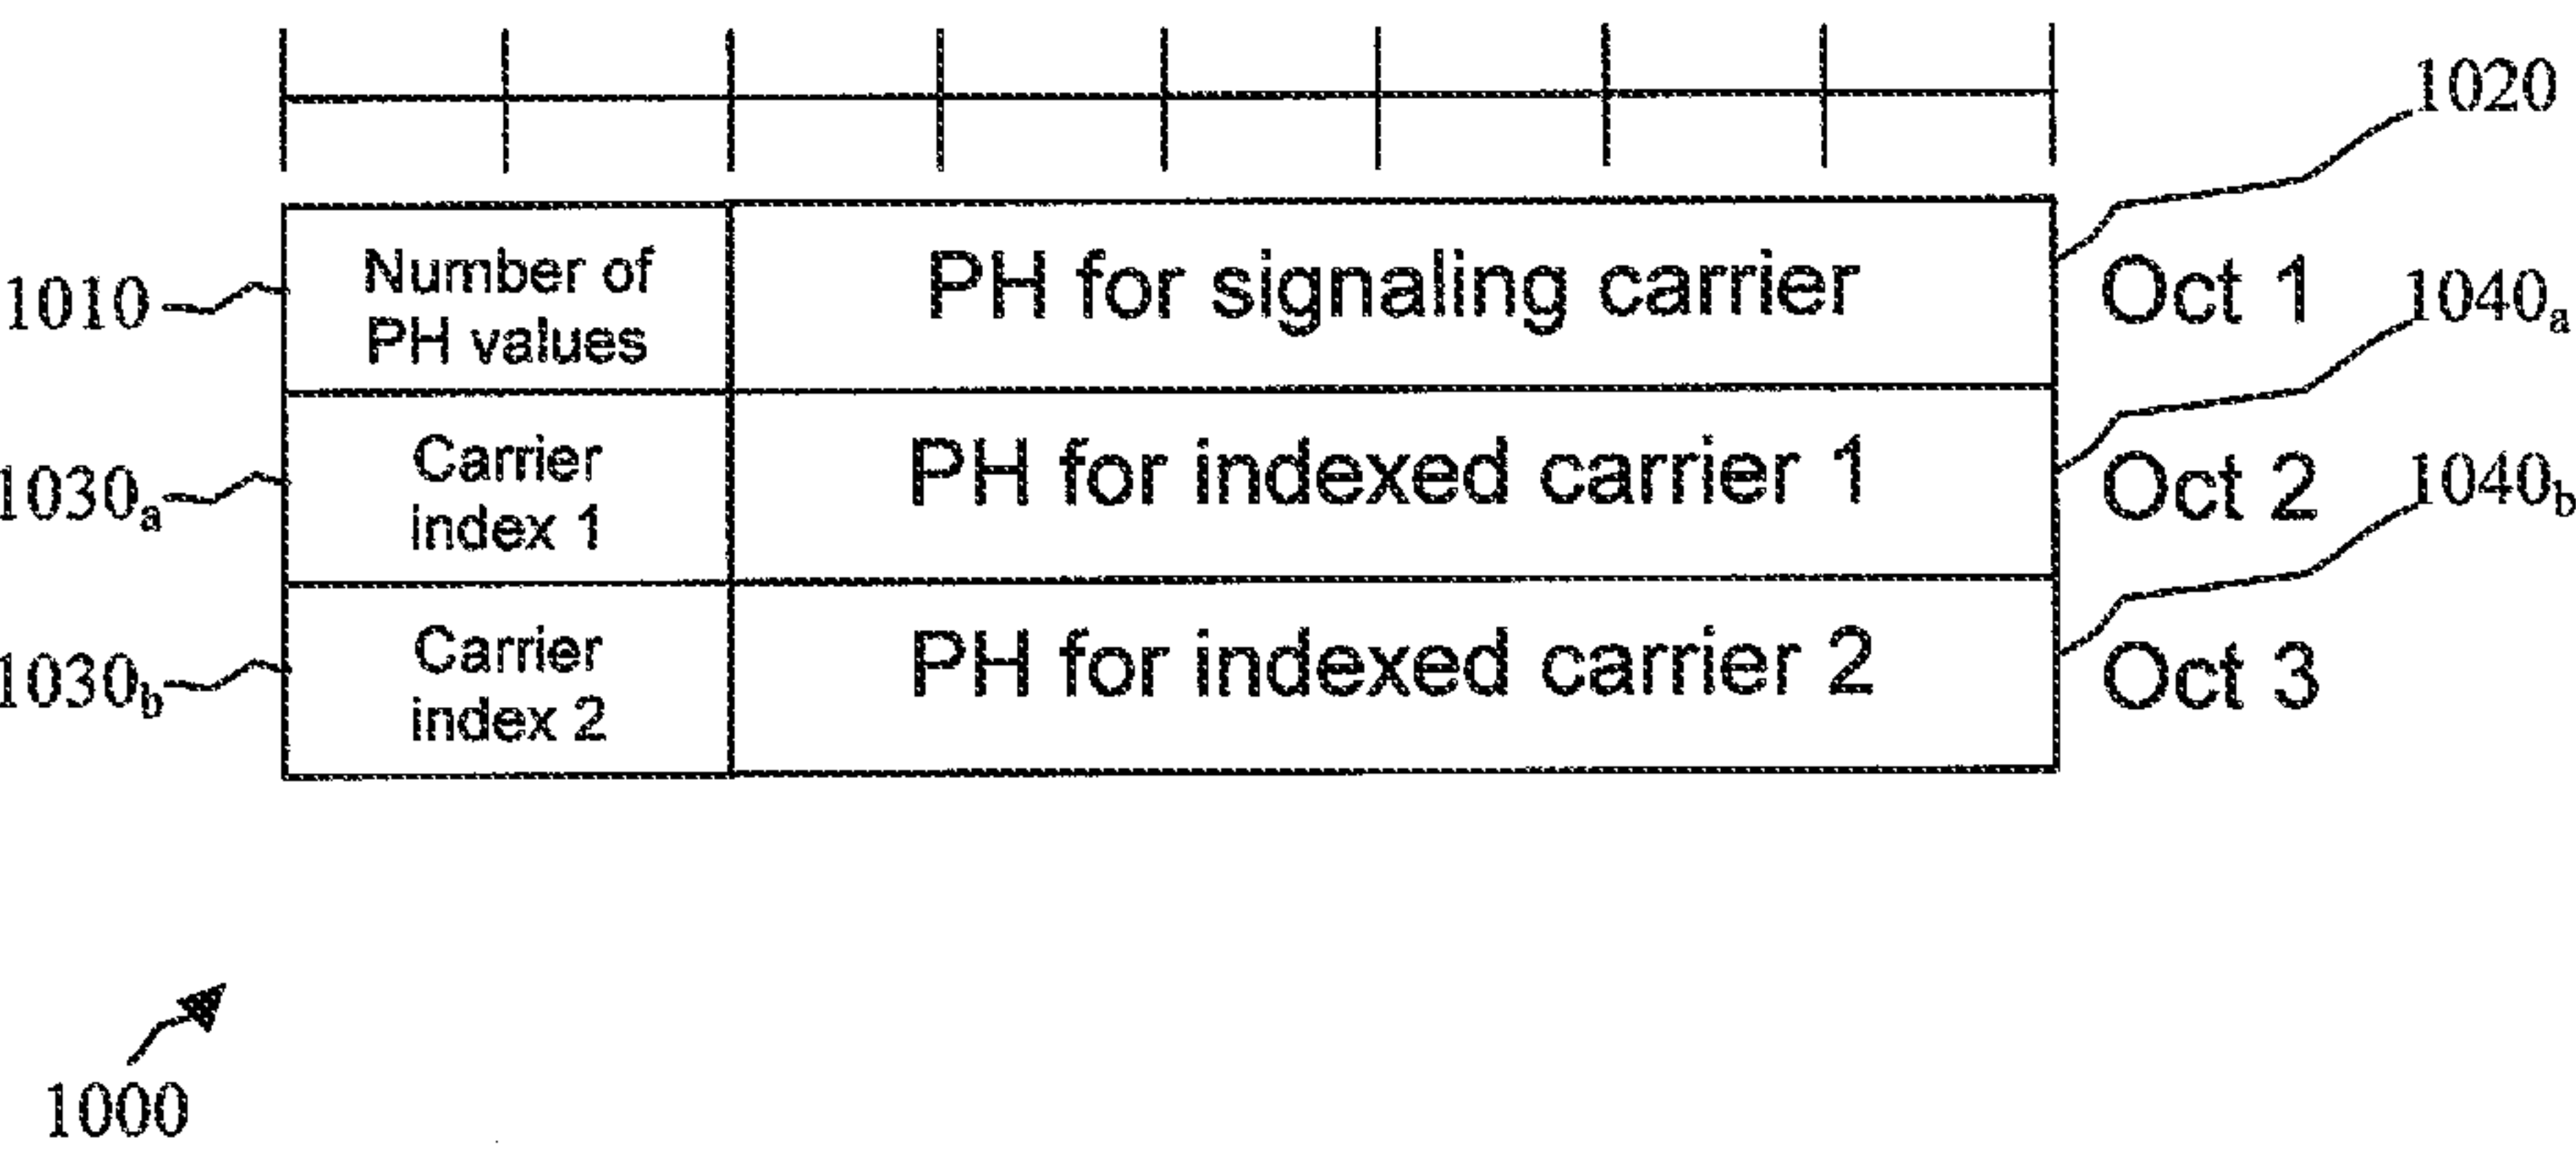 1020
1010
Number of
PH values
PH for signaling carrier
Oct 1
1040a
1030a
Carrier
index 1
PH for indexed carrier 1
Oct 2
1040b
1030b
Carrier
index 2
PH for indexed carrier 2
Oct 3
1000